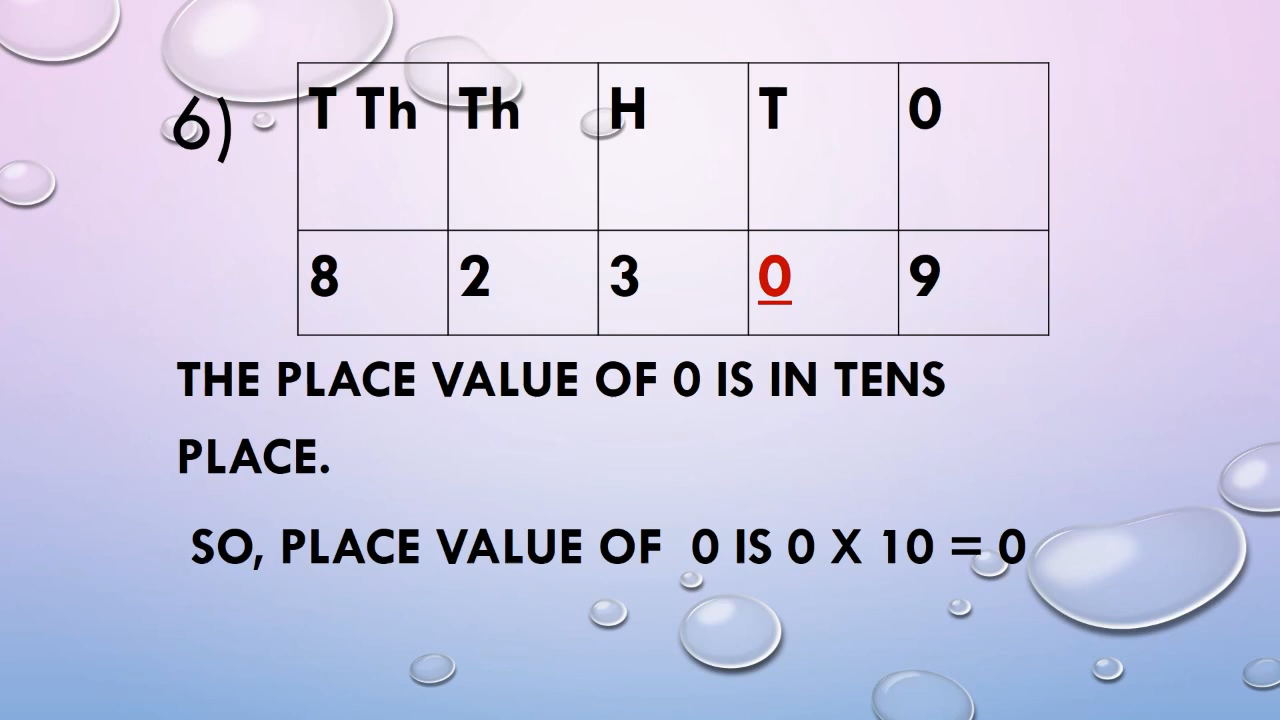 6)
T Th Th H T 0
8 2 3 0 9
THE PLACE VALUE OF 0 IS IN TENS
PLACE.
SO, PLACE VALUE OF 0 IS 0 X 10 = 0